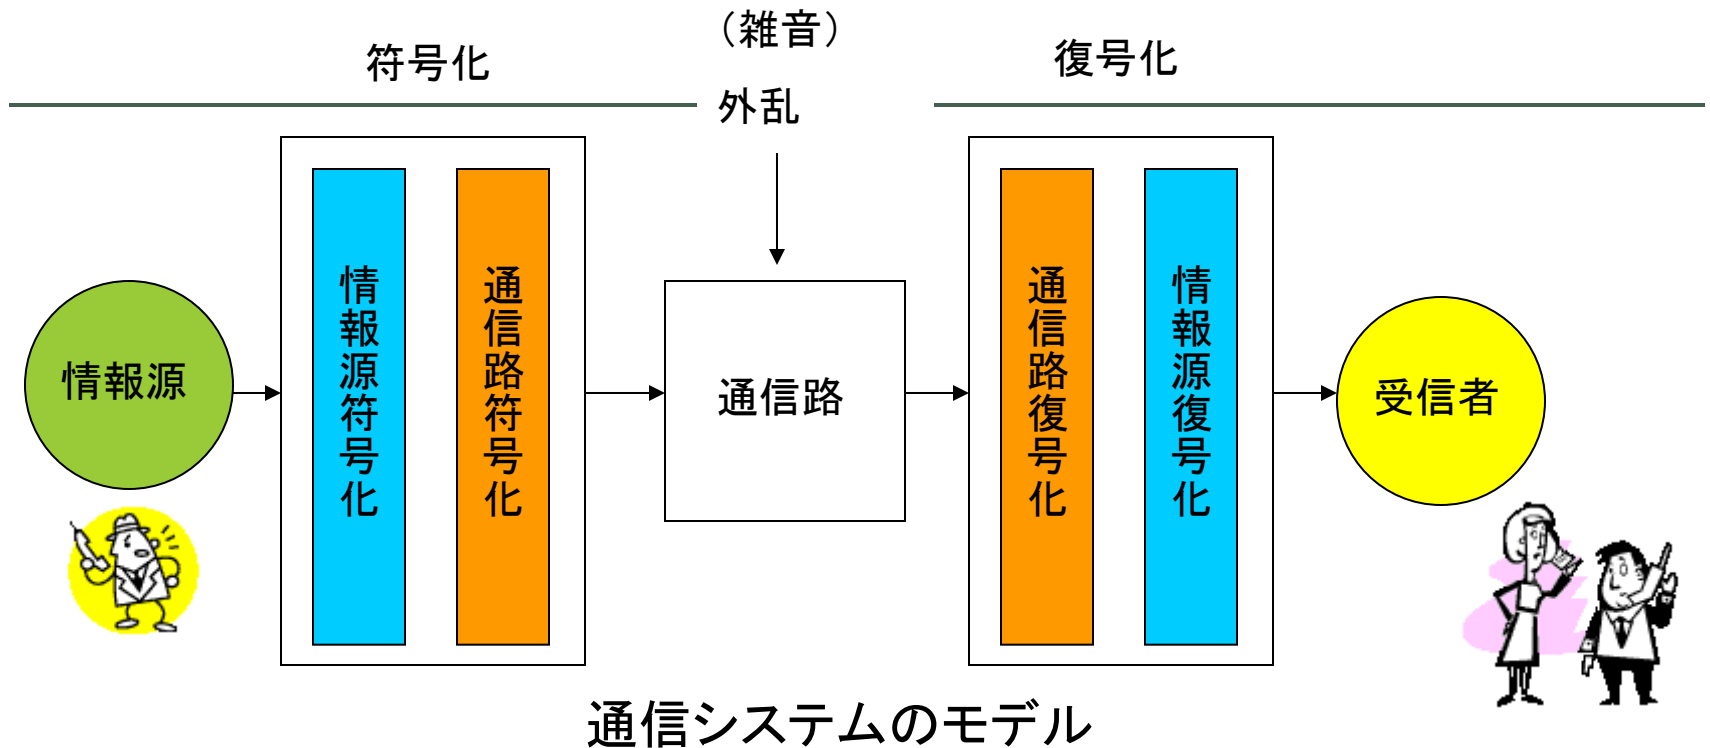 符号化
（雑音）
外乱
復号化
情報源
情報源符号化
通信路符号化
通信路
通信路復号化
情報源復号化
受信者
通信システムのモデル